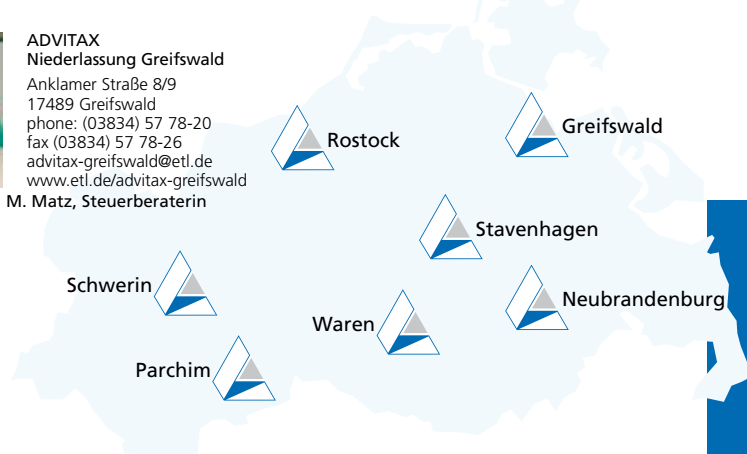 ADVITAX
Niederlassung Greifswald
Anklamer Straße 8/9
17489 Greifswald
phone: (03834) 57 78-20
fax (03834) 57 78-26
advitax-greifswald@etl.de
www.etl.de/advitax-greifswald
M. Matz, Steuerberaterin
Rostock
Greifswald
Stavenhagen
Schwerin
Neubrandenburg
Waren
Parchim